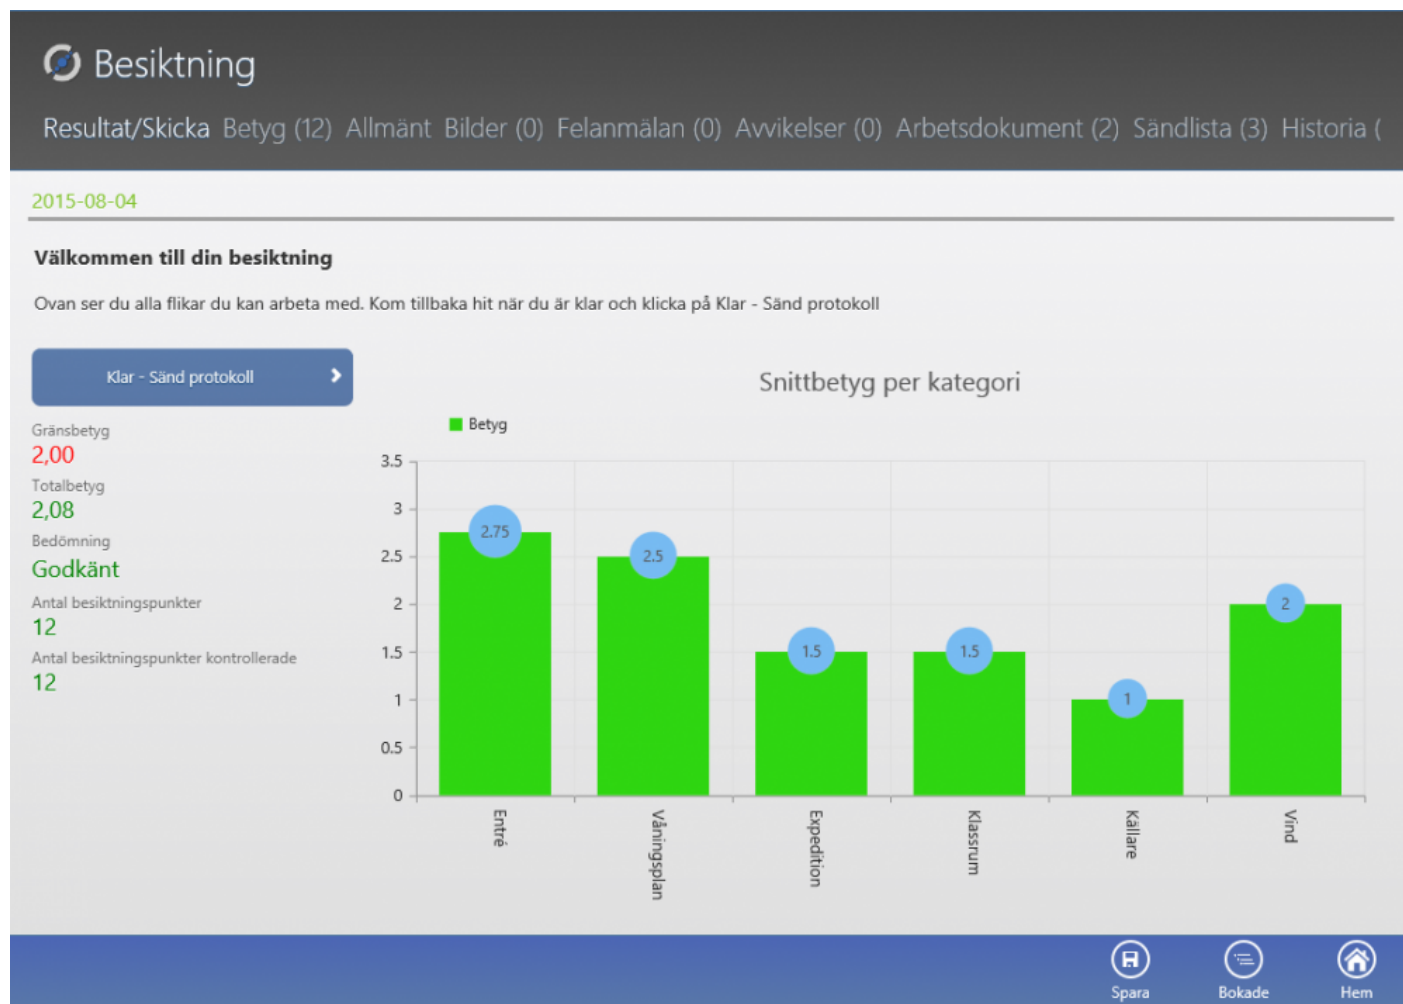 Besiktning
Resultat/Skicka Betyg (12) Allmänt Bilder (0) Felanmälan (0) Avvikelser (0) Arbetsdokument (2) Sändlista (3) Historia (
2015-08-04
Välkommen till din besiktning
Ovan ser du alla flikar du kan arbeta med. Kom tillbaka hit när du är klar och klicka på Klar - Sänd protokoll
Klar - Sänd protokoll
Gränsbetyg
2,00
Totalbetyg
2,08
Bedömning
Godkänt
Antal besiktningspunkter
12
Antal besiktningspunkter kontrollerade
12
Snittbetyg per kategori
Betyg
3.5
3
2.5
2
1.5
1
0.5
0
2.75
2.5
1.5
1.5
1
2
Entré
Våningsplan
Expedition
Klassrum
Källare
Vind
Spara
Bokade
Hem